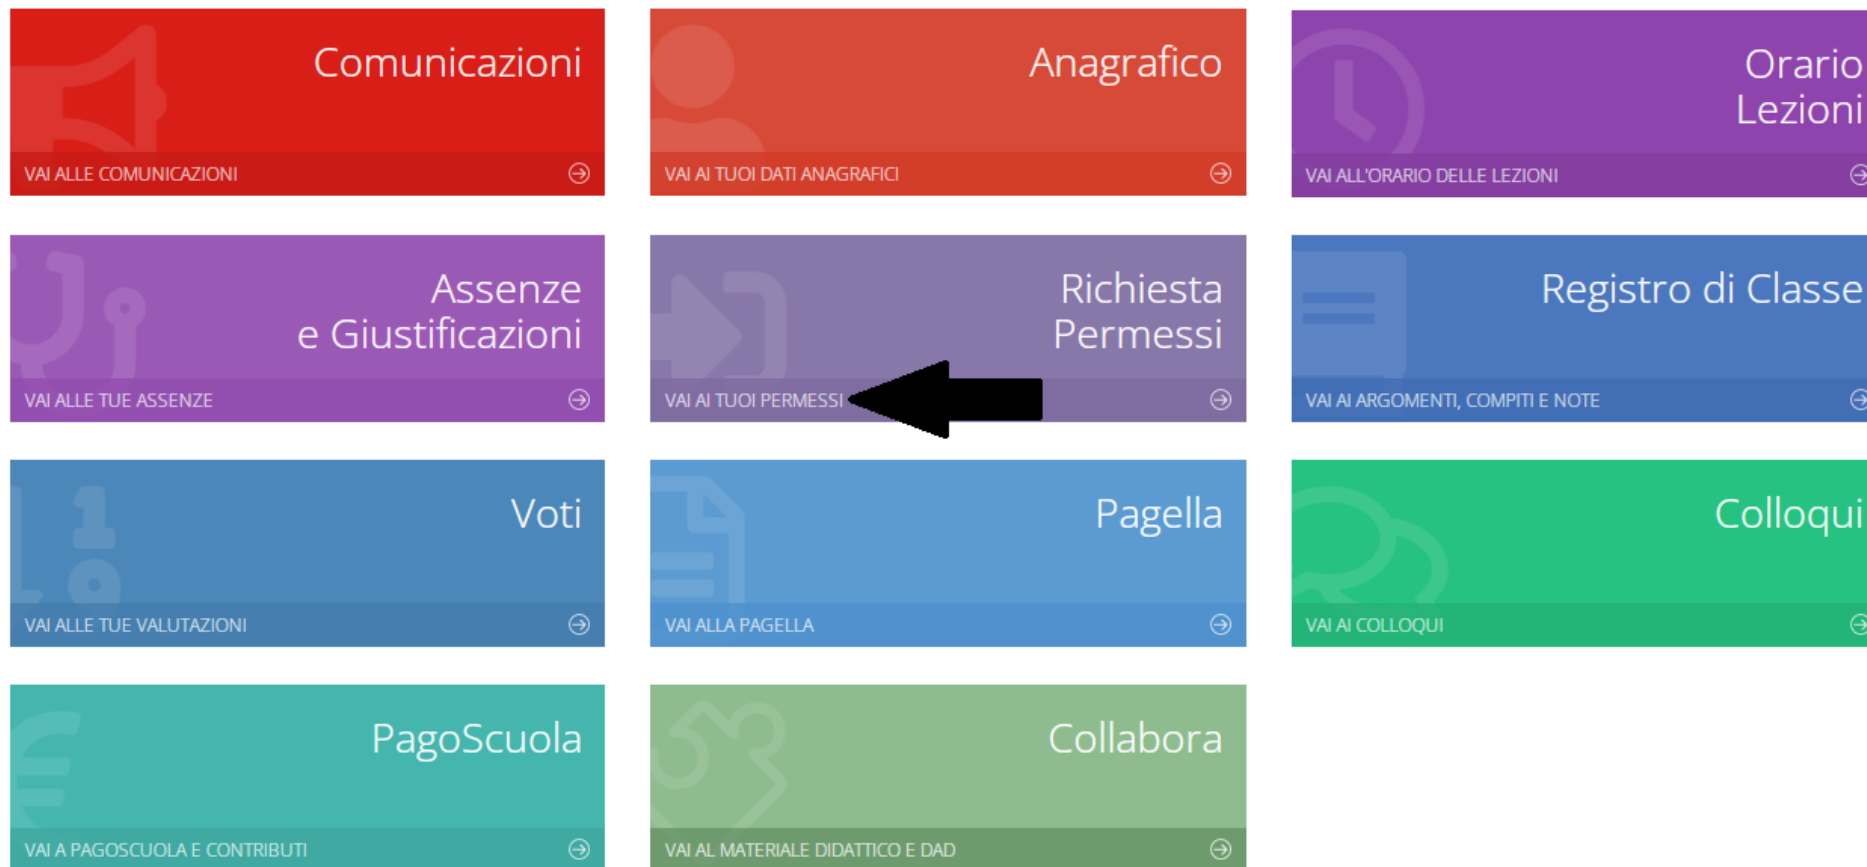 Comunicazioni
VAI ALLE COMUNICAZIONI
Anagrafico
VAI AI TUOI DATI ANAGRAFICI
Orario
Lezioni
VAI ALL'ORARIO DELLE LEZIONI
Assenze
e Giustificazioni
VAI ALLE TUE ASSENZE
Richiesta
Permessi
VAI AI TUOI PERMESSI
Registro di Classe
VAI AI ARGOMENTI, COMPITI E NOTE
Voti
VAI ALLE TUE VALUTAZIONI
Pagella
VAI ALLA PAGELLA
Colloqui
VAI AI COLLOQUI
PagoScuola
VAI A PAGOSCUOLA E CONTRIBUTI
Collabora
VAI AL MATERIALE DIDATTICO E DAD